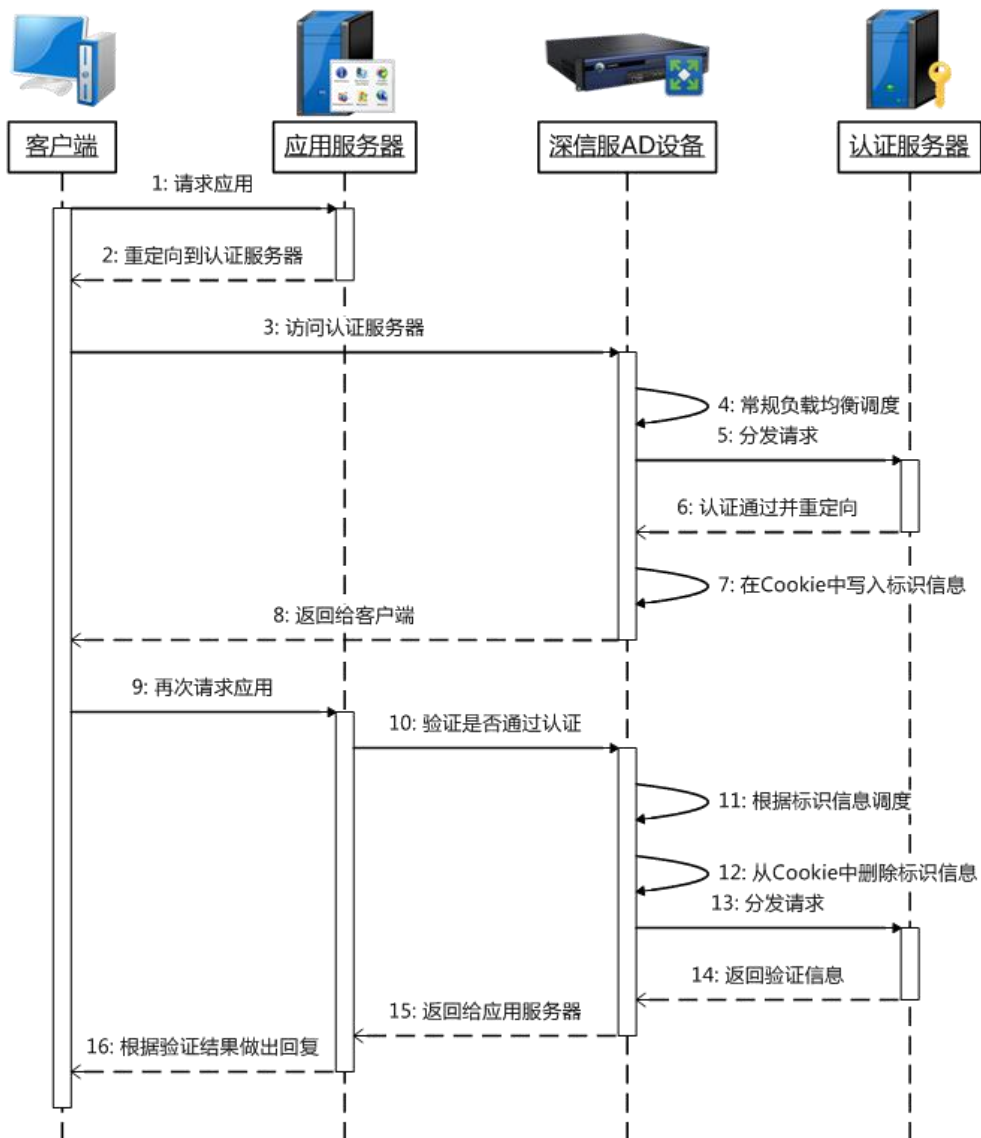 客户端
应用服务器
深信服AD设备
认证服务器
1: 请求应用
2: 重定向到认证服务器
3: 访问认证服务器
4: 常规负载均衡调度
5: 分发请求
6: 认证通过并重定向
7: 在Cookie中写入标识信息
8: 返回给客户端
9: 再次请求应用
10: 验证是否通过认证
11: 根据标识信息调度
12: 从Cookie中删除标识信息
13: 分发请求
14: 返回验证信息
15: 返回给应用服务器
16: 根据验证结果做出回复